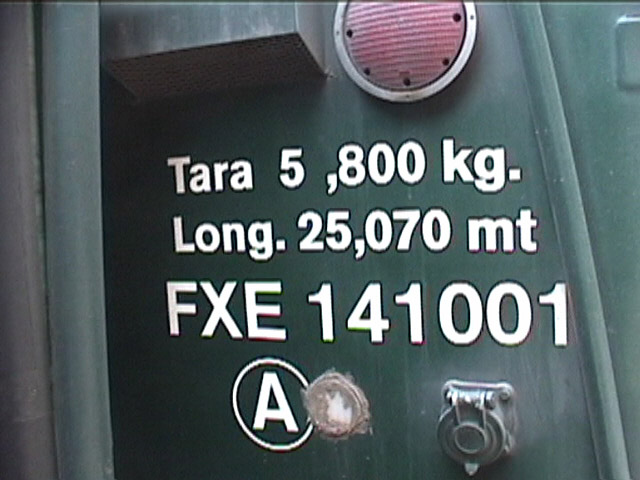 Tara 5 ,800 kg.
Long. 25,070 mt
FXE 141001
A